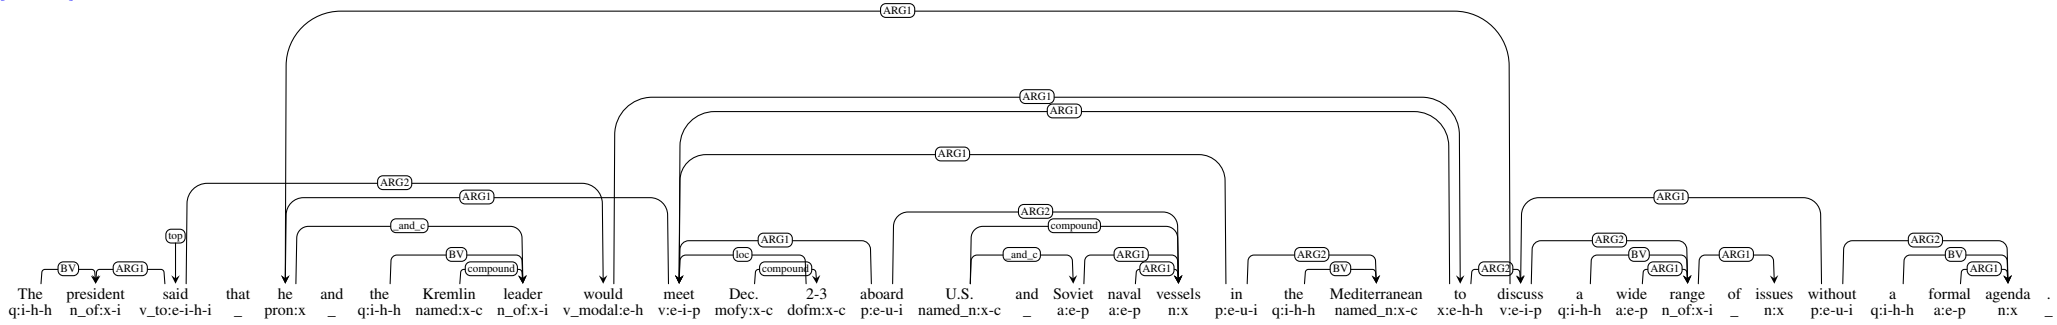 ARG1
ARG1
ARG1
ARG1
ARG2
ARG1 ARG1
ARG2
_and_c compound
top
ARG1 ARG2
BV loc _and_c ARG1 ARG2 BV ARG1 ARG2 BV
BV ARG1 compound compound ARG1 BV ARG2 ARG1 ARG1
The president said that he and the Kremlin leader would meet Dec. 2-3 aboard U.S. and Soviet naval vessels in the Mediterranean to discuss a wide range of issues without a formal agenda .
q:i-h-h n_of:x-i v_to:e-i-h-i _ pron:x _ q:i-h-h named:x-c n_of:x-i v_modal:e-h v:e-i-p mofy:x-c dofm:x-c p:e-u-i named_n:x-c _ a:e-p a:e-p n:x p:e-u-i q:i-h-h named_n:x-c x:e-h-h v:e-i-p q:i-h-h a:e-p n_of:x-i _ n:x p:e-u-i q:i-h-h a:e-p n:x _